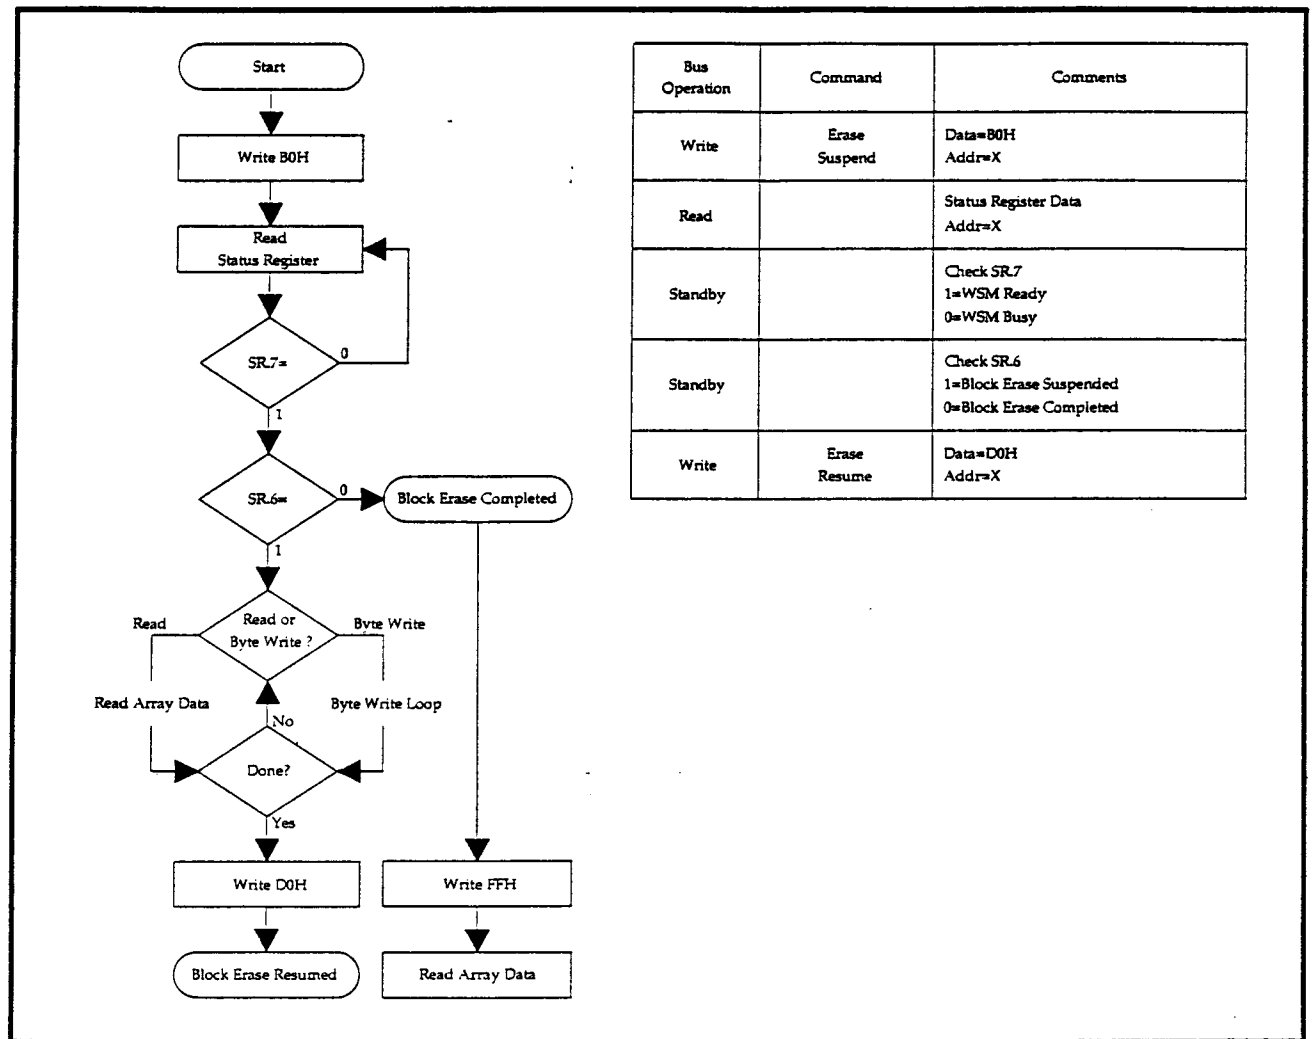 Start
Write B0H
Read
Status Register
SR.7=
0
1
SR.6=
0
Block Erase Completed
1
Read or
Byte Write ?
Read
Byte Write
Read Array Data
Byte Write Loop
No
Done?
Yes
Write D0H
Write FFH
Block Erase Resumed
Read Array Data
Bus
Operation
Command
Comments
Write
Erase
Suspend
Data=B0H
Addr=X
Read
Status Register Data
Addr=X
Standby
Check SR.7
1=WSM Ready
0=WSM Busy
Standby
Check SR.6
1=Block Erase Suspended
0=Block Erase Completed
Write
Erase
Resume
Data=D0H
Addr=X